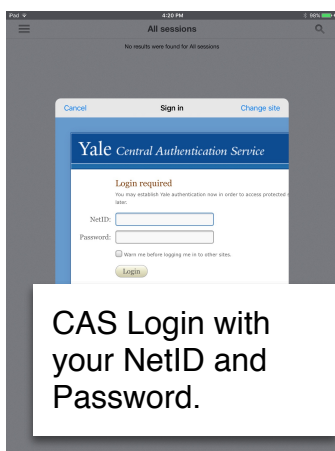 iPad 4:20 PM 98%
All sessions
No results were found for All sessions
Cancel Sign in Change site
Yale Central Authentication Service
Login required
You may establish Yale authentication now in order to access protected
later.
NetID:
Password:
Warn me before logging me in to other sites.
Login
CAS Login with
your NetID and
Password.